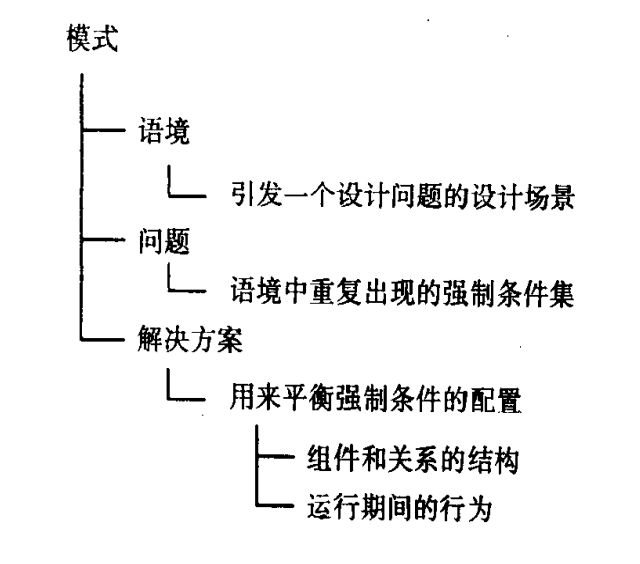 模式
语境
引发一个设计问题的设计场景
问题
语境中重复出现的强制条件集
解决方案
用来平衡强制条件的配置
组件和关系的结构
运行期间的行为